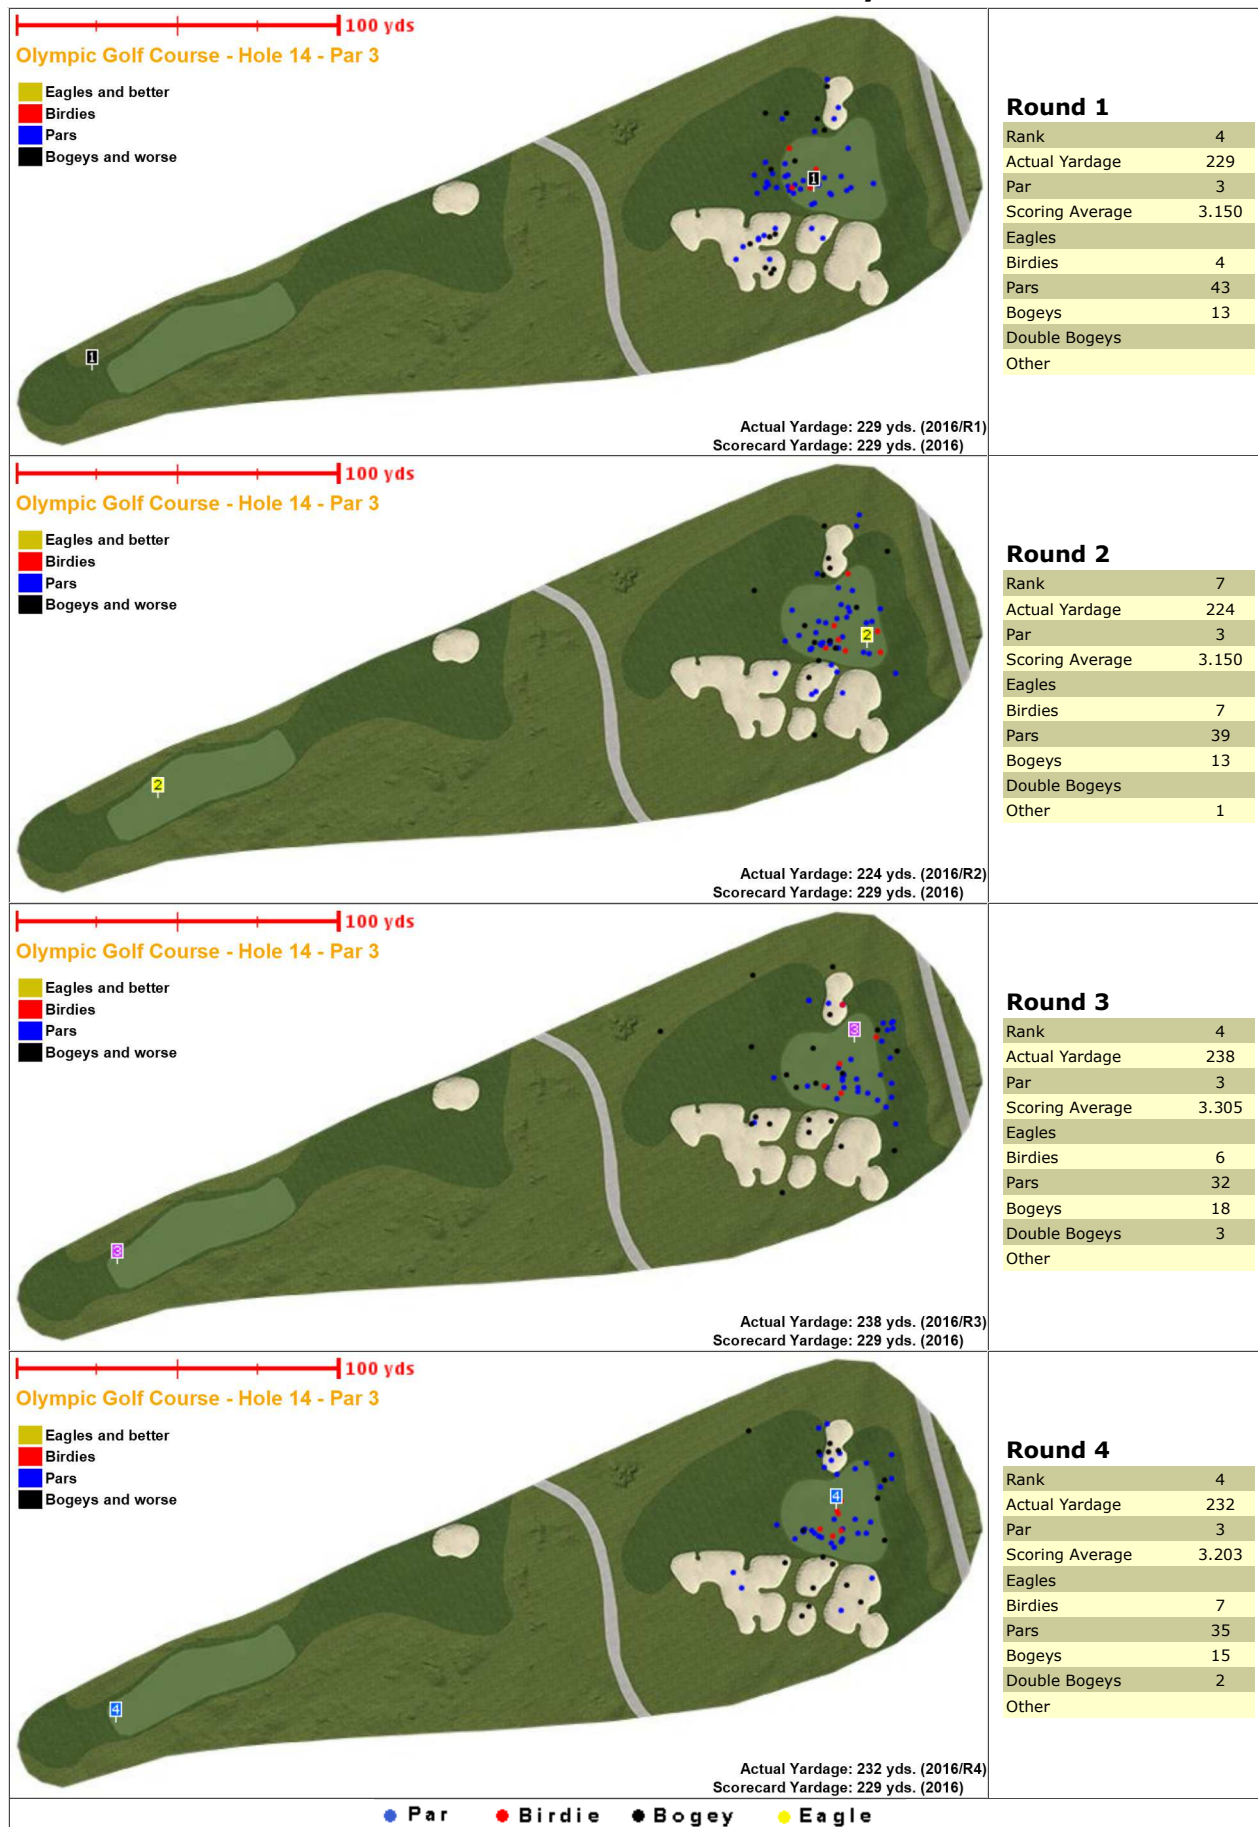 100 yds
Olympic Golf Course - Hole 14 - Par 3
Eagles and better
Birdies
Pars
Bogeys and worse
1
1
Actual Yardage: 229 yds. (2016/R1)
Scorecard Yardage: 229 yds. (2016)
Round 1
Rank 4
Actual Yardage 229
Par 3
Scoring Average 3.150
Eagles
Birdies 4
Pars 43
Bogeys 13
Double Bogeys
Other
100 yds
Olympic Golf Course - Hole 14 - Par 3
Eagles and better
Birdies
Pars
Bogeys and worse
2
2
Actual Yardage: 224 yds. (2016/R2)
Scorecard Yardage: 229 yds. (2016)
Round 2
Rank 7
Actual Yardage 224
Par 3
Scoring Average 3.150
Eagles
Birdies 7
Pars 39
Bogeys 13
Double Bogeys
Other 1
100 yds
Olympic Golf Course - Hole 14 - Par 3
Eagles and better
Birdies
Pars
Bogeys and worse
3
3
Actual Yardage: 238 yds. (2016/R3)
Scorecard Yardage: 229 yds. (2016)
Round 3
Rank 4
Actual Yardage 238
Par 3
Scoring Average 3.305
Eagles
Birdies 6
Pars 32
Bogeys 18
Double Bogeys 3
Other
100 yds
Olympic Golf Course - Hole 14 - Par 3
Eagles and better
Birdies
Pars
Bogeys and worse
4
4
Actual Yardage: 232 yds. (2016/R4)
Scorecard Yardage: 229 yds. (2016)
Round 4
Rank 4
Actual Yardage 232
Par 3
Scoring Average 3.203
Eagles
Birdies 7
Pars 35
Bogeys 15
Double Bogeys 2
Other
Par Birdie Bogey Eagle